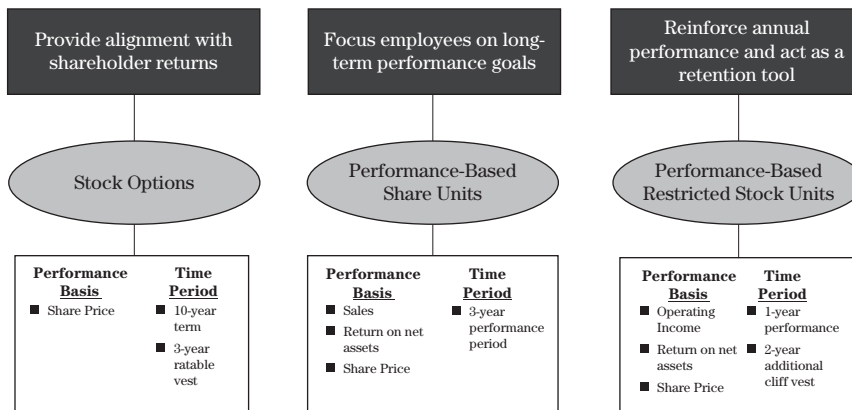 Provide alignment with
shareholder returns
Focus employees on long-
term performance goals
Reinforce annual
performance and act as a
retention tool
Stock Options
Performance-Based
Share Units
Performance-Based
Restricted Stock Units
Performance
Basis
■ Share Price
Time
Period
■ 10-year
term
■ 3-year
ratable
vest
Performance
Basis
■ Sales
■ Return on net
assets
■ Share Price
Time
Period
■ 3-year
performance
period
Performance
Basis
■ Operating
Income
■ Return on net
assets
■ Share Price
Time
Period
■ 1-year
performance
■ 2-year
additional
cliff vest